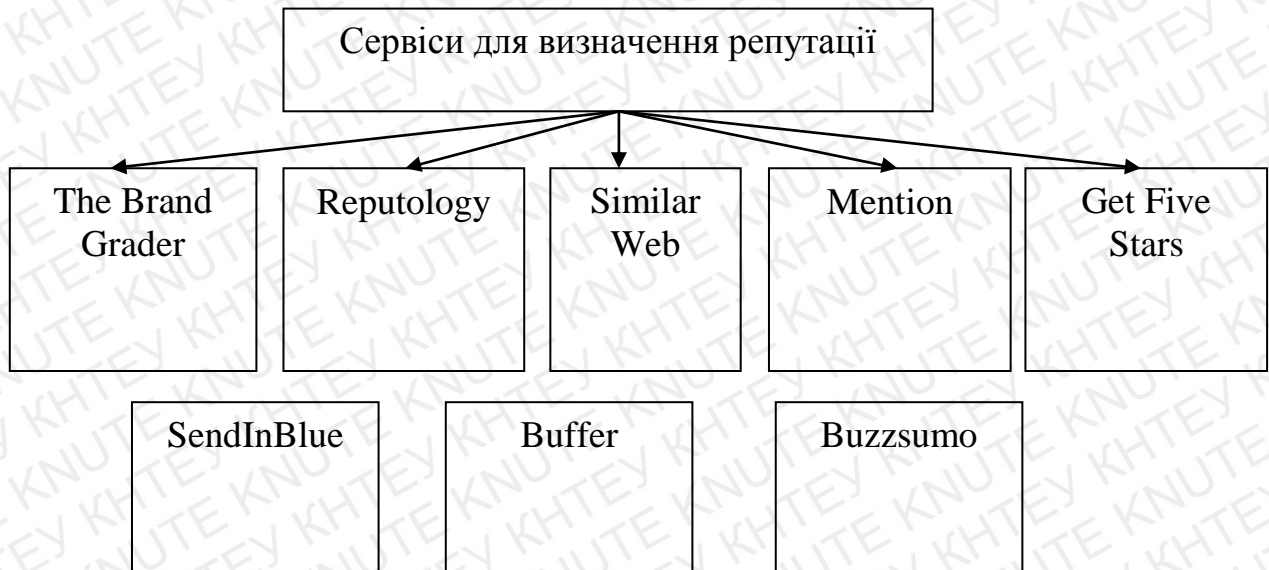 Сервіси для визначення репутації
The Brand
Grader
Reputology
Similar
Web
Mention
Get Five
Stars
SendInBlue
Buffer
Buzzsumo